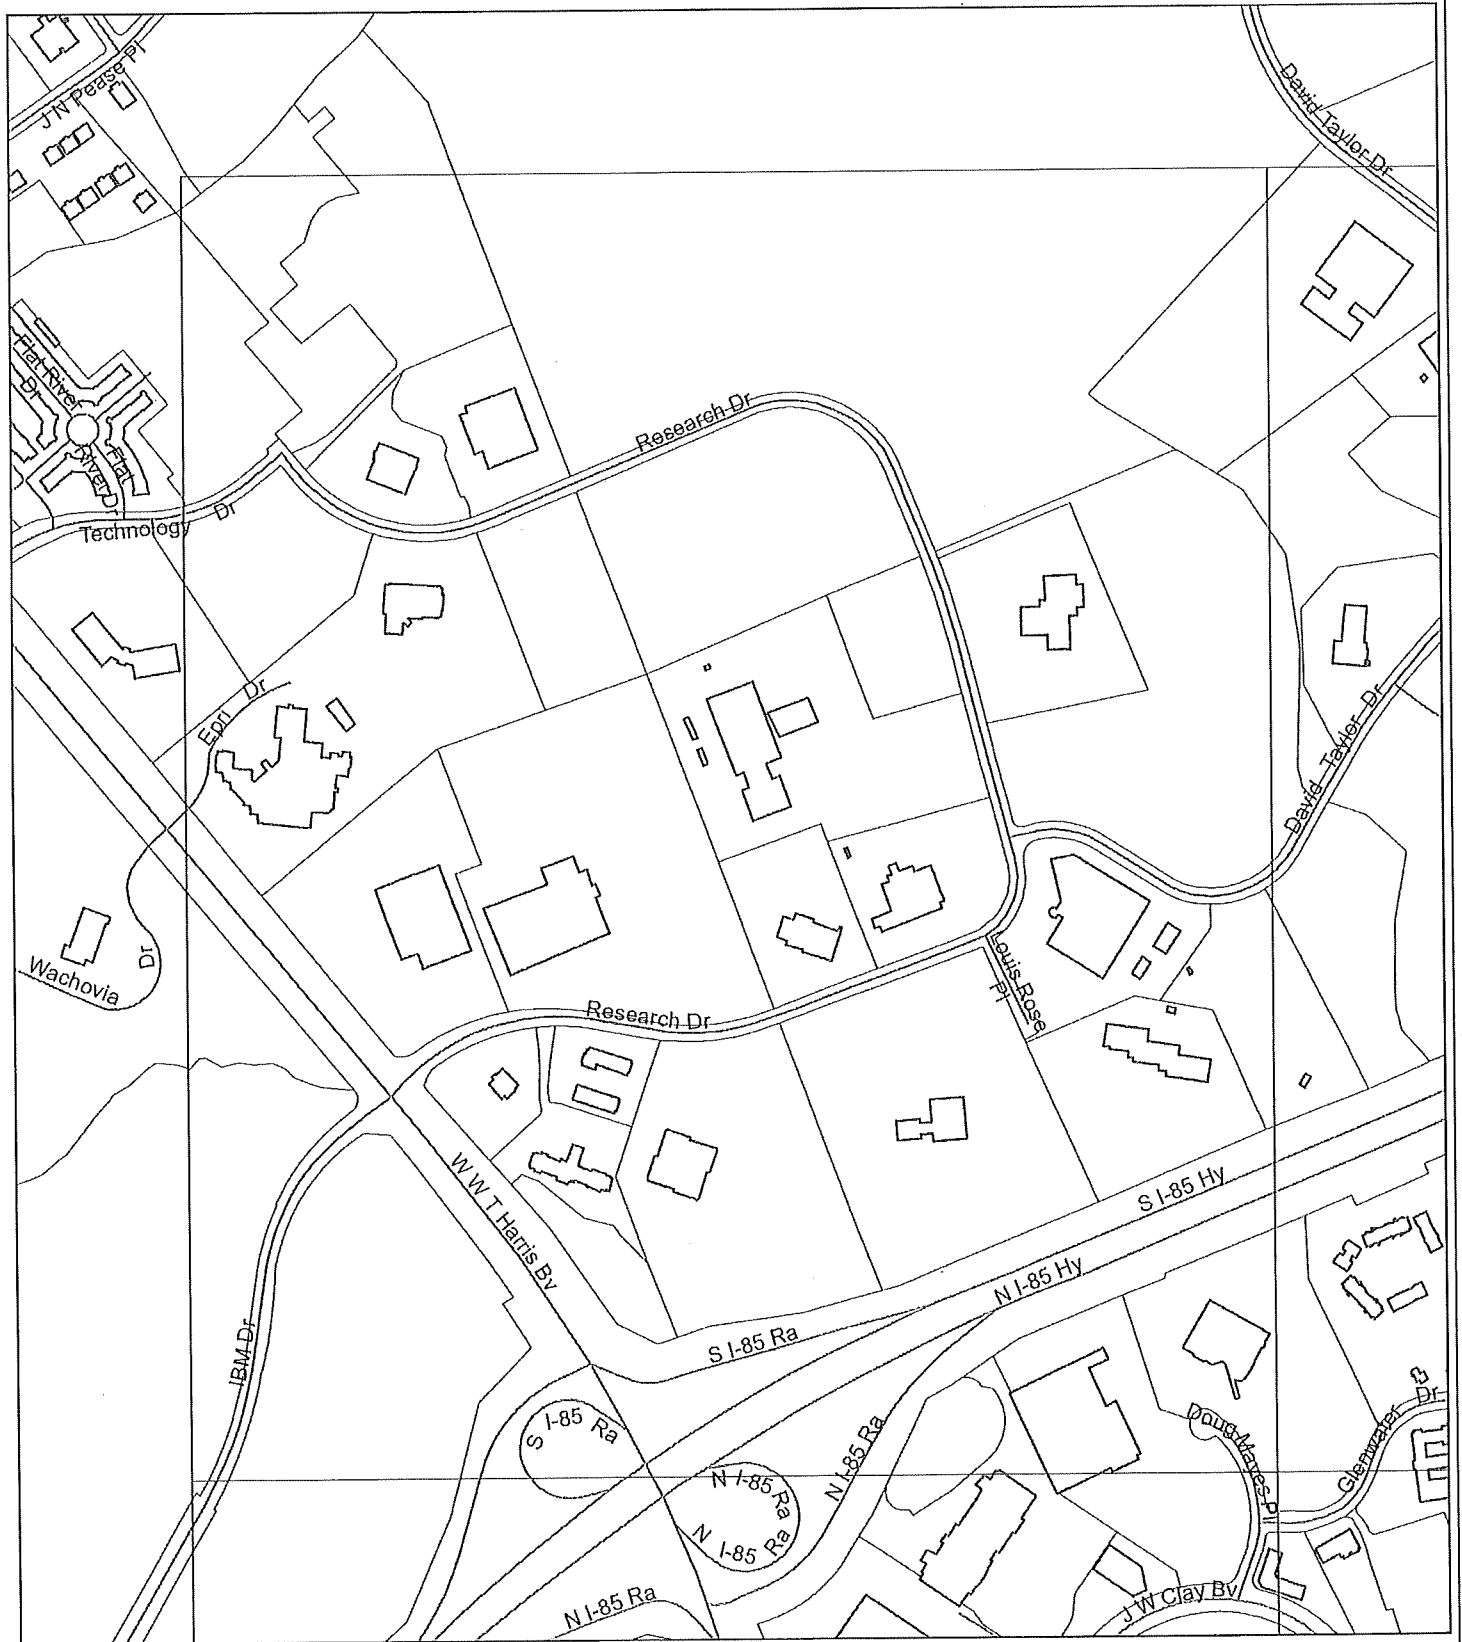 J N Pease Pl
David Taylor Dr
Flat River
Dr
Flat
River Dr
Research Dr
Technology Dr
Epri Dr
David Taylor Dr
Wachovia
Dr
Louis Rose
Pl
Research Dr
W W T Harris Bv
S I-85 Hy
N I-85 Hy
S I-85 Ra
IBM Dr
S I-85 Ra
N I-85 Ra
N I-85 Ra
N I-85 Ra
Doug Mayes Pl
Glenwater Dr
N I-85 Ra
J W Clay Bv